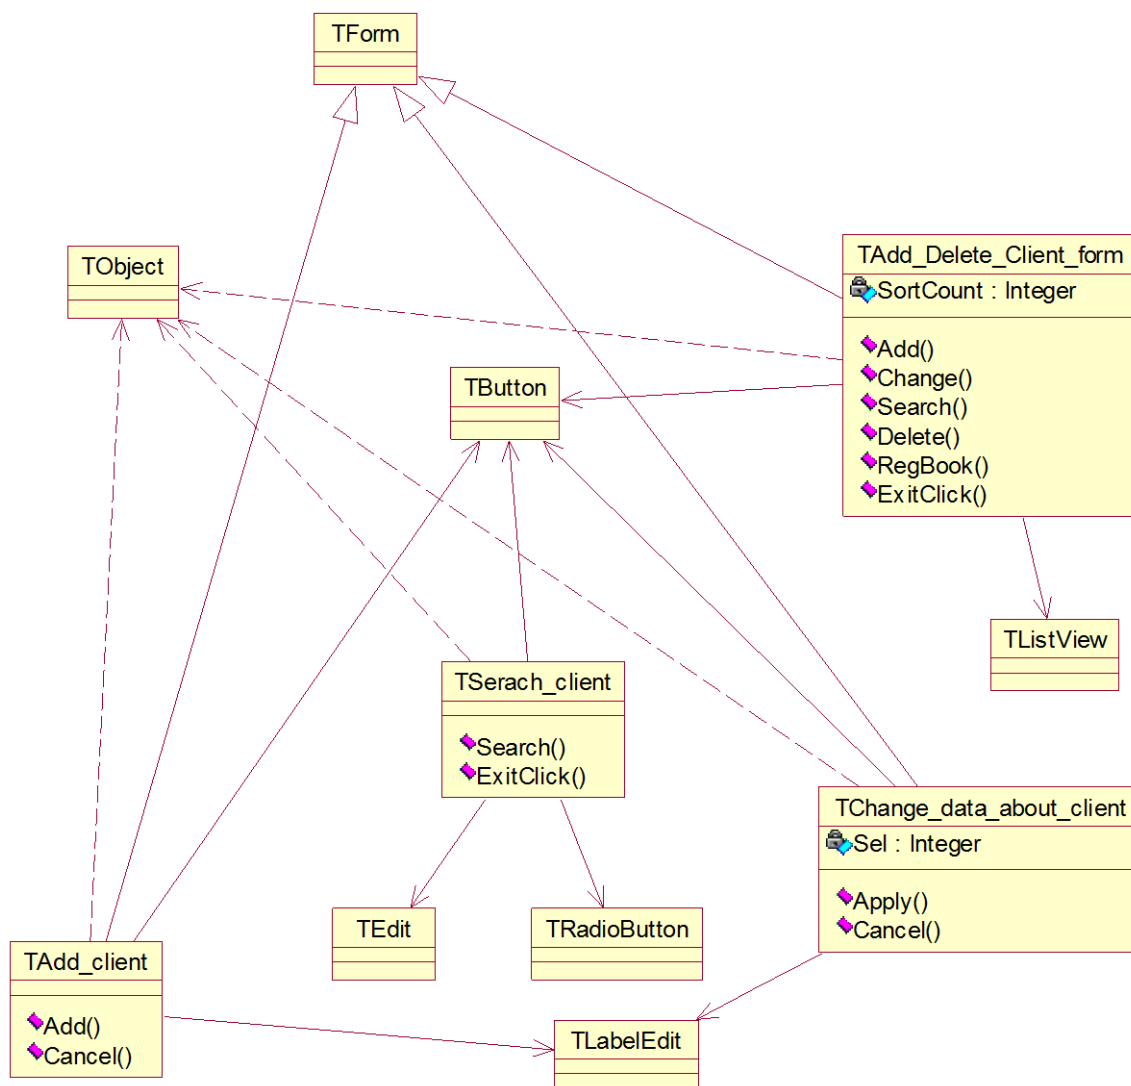 TForm
TObject
TAdd_Delete_Client_form
SortCount : Integer
Add()
Change()
Search()
Delete()
RegBook()
ExitClick()
TButton
TListView
TSerach_client
Search()
ExitClick()
TChange_data_about_client
Sel : Integer
Apply()
Cancel()
TEdit
TRadioButton
TAdd_client
Add()
Cancel()
TLabelEdit